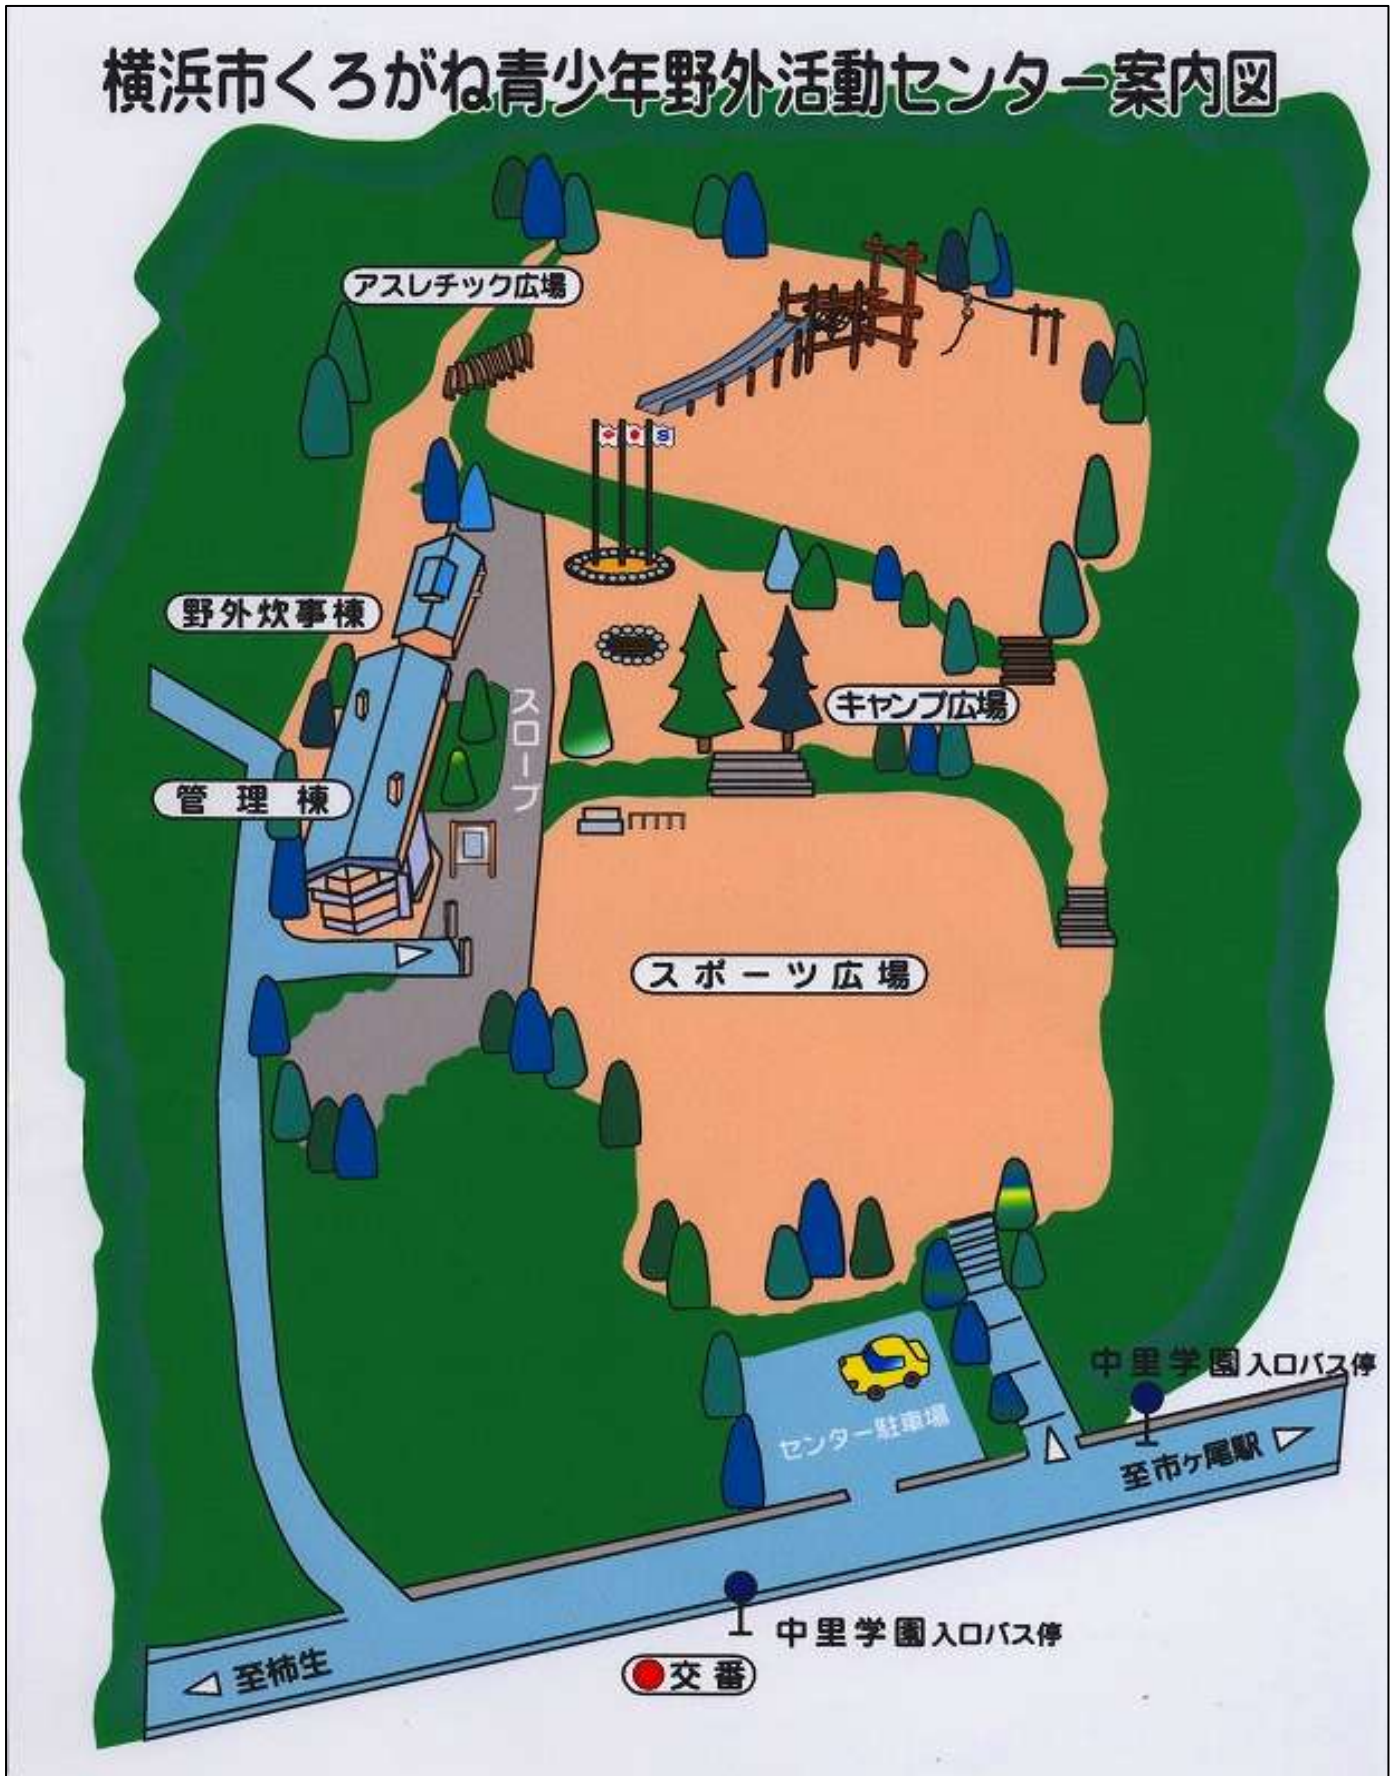 横浜市くろがね青少年野外活動センター案内図
アスレチック広場
S
野外炊事棟
スロープ
キャンプ広場
管理棟
スポーツ広場
中里学園入口バス停
センター駐車場
至市ヶ尾駅
中里学園入口バス停
至柿生
交番